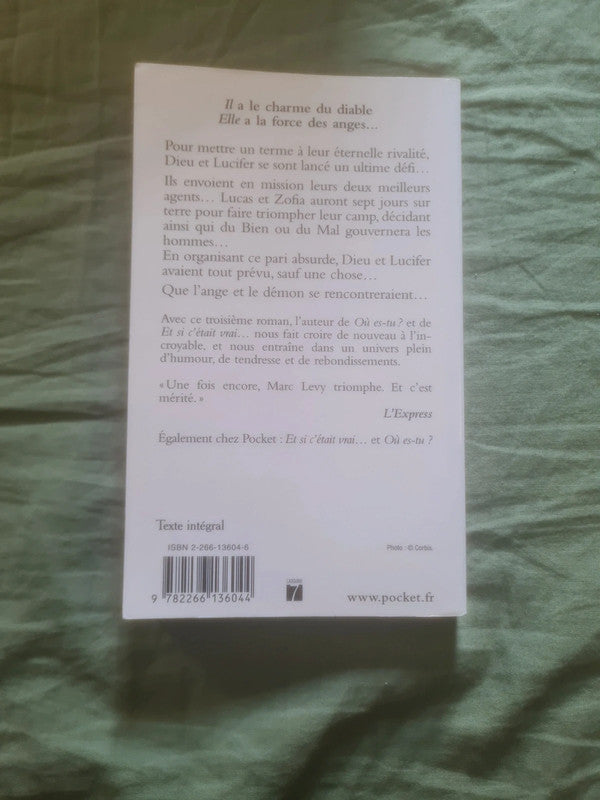 Il a le charme du diable
Elle a la force des anges…
Pour mettre un terme à leur éternelle rivalité,
Dieu et Lucifer se sont lancé un ultime défi…
Ils envoient en mission leurs deux meilleurs
agents… Lucas et Zofia auront sept jours sur
terre pour faire triompher leur camp, décidant
ainsi qui du Bien ou du Mal gouvernera les
hommes…
En organisant ce pari absurde, Dieu et Lucifer
avaient tout prévu, sauf une chose…
Que l'ange et le démon se rencontreraient…
Avec ce troisième roman, l'auteur de Où es-tu ? et de
Et si c'était vrai… nous fait croire de nouveau à l'in-
croyable, et nous entraîne dans un univers plein
d'humour, de tendresse et de rebondissements.
« Une fois encore, Marc Levy triomphe. Et c'est
mérité. »
L'Express
Également chez Pocket : Et si c'était vrai… et Où es-tu ?
Texte intégral
ISBN 2-266-13604-6
Photo : © Corbis.
9 782266 136044
7
www.pocket.fr